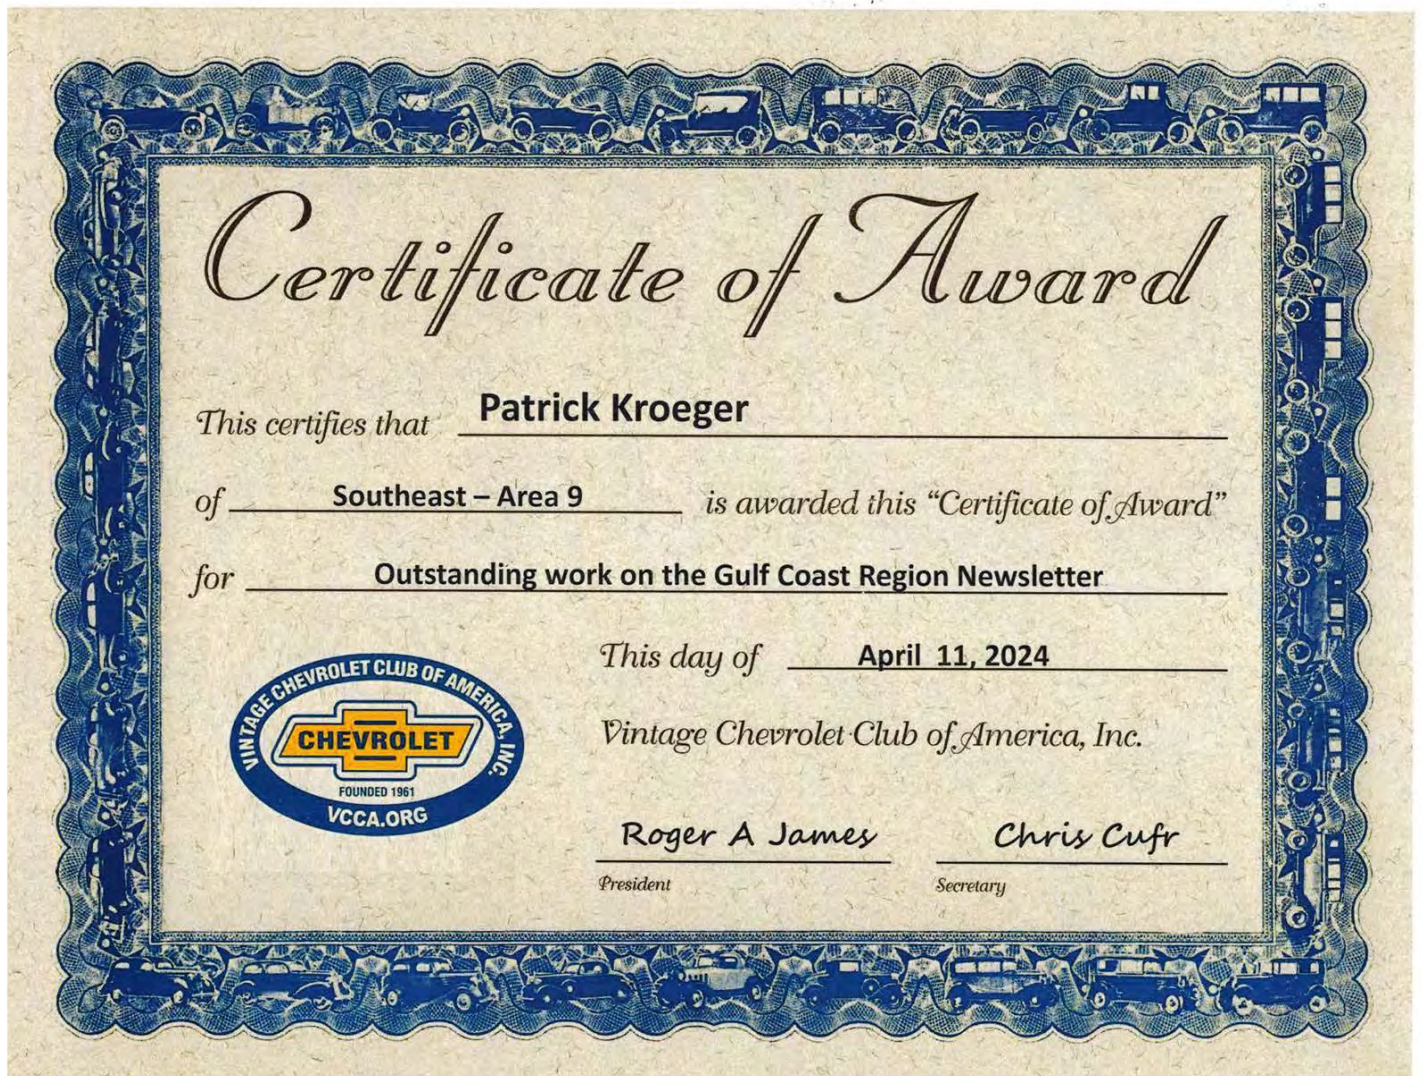 Certificate of Award
This certifies that Patrick Kroeger
of Southeast – Area 9 is awarded this “Certificate of Award”
for Outstanding work on the Gulf Coast Region Newsletter
This day of April 11, 2024
Vintage Chevrolet Club of America, Inc.
VINTAGE CHEVROLET CLUB OF AMERICA, INC.
CHEVROLET
FOUNDED 1961
VCCA.ORG
Roger A James Chris Cufr
President Secretary